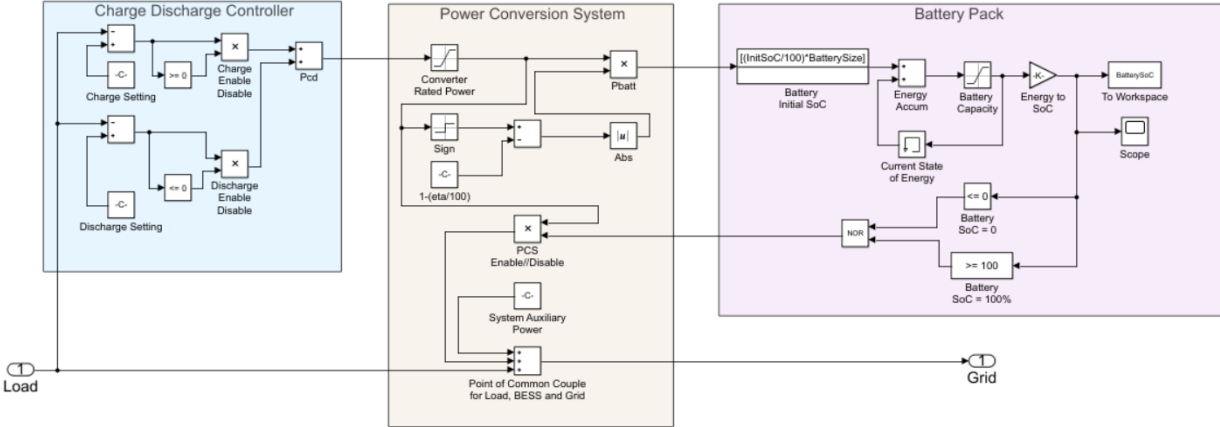 Charge Discharge Controller
-C-
Charge Setting
>= 0
×
Charge
Enable
Disable
Pcd
-C-
Discharge Setting
<= 0
×
Discharge
Enable
Disable
1
Load
Power Conversion System
Converter
Rated Power
×
Pbatt
Sign
|u|
Abs
-C-
1-(eta/100)
×
PCS
Enable//Disable
-C-
System Auxiliary
Power
Point of Common Couple
for Load, BESS and Grid
Battery Pack
[(InitSoC/100)*BatterySize]
Battery
Initial SoC
Energy
Accum
Battery
Capacity
-K-
Energy to
SoC
BatterySoC
To Workspace
Scope
Current State
of Energy
<= 0
Battery
SoC = 0
NOR
>= 100
Battery
SoC = 100%
1
Grid